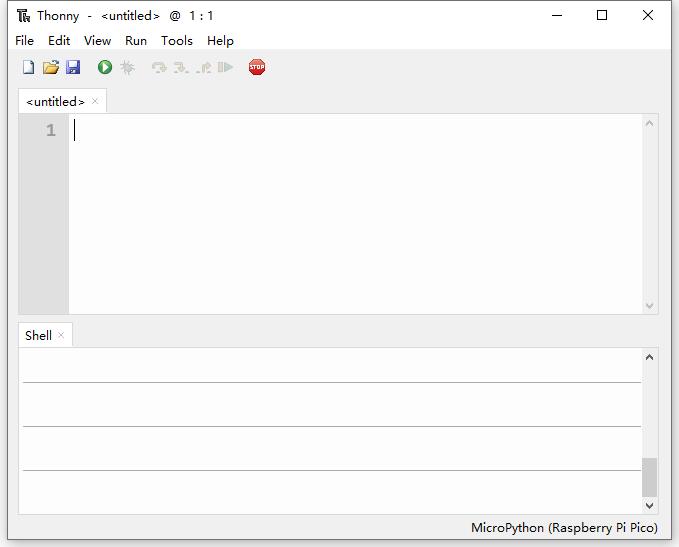 Thonny - <untitled> @ 1 : 1
File Edit View Run Tools Help
STOP
<untitled> ×
1
Shell ×
MicroPython (Raspberry Pi Pico)